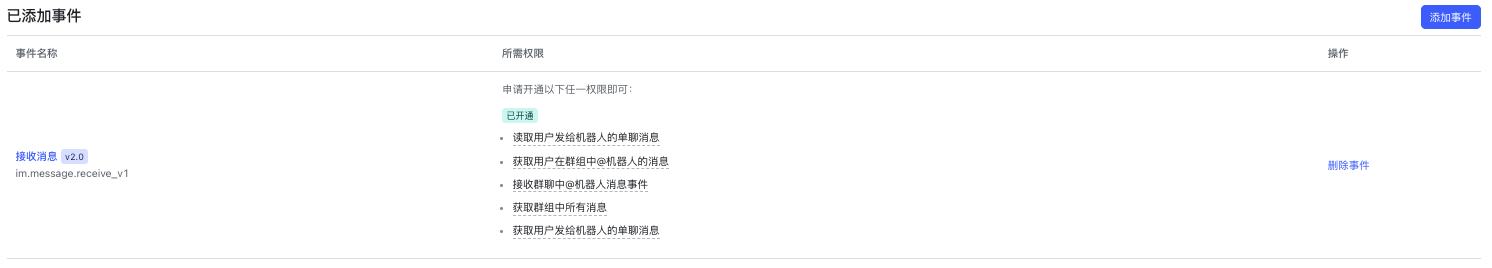 已添加事件
添加事件
事件名称
所需权限
操作
申请开通以下任一权限即可:
已开通
读取用户发给机器人的单聊消息
获取用户在群组中@机器人的消息
接收群聊中@机器人消息事件
获取群组中所有消息
获取用户发给机器人的单聊消息
接收消息 v2.0
im.message.receive_v1
删除事件